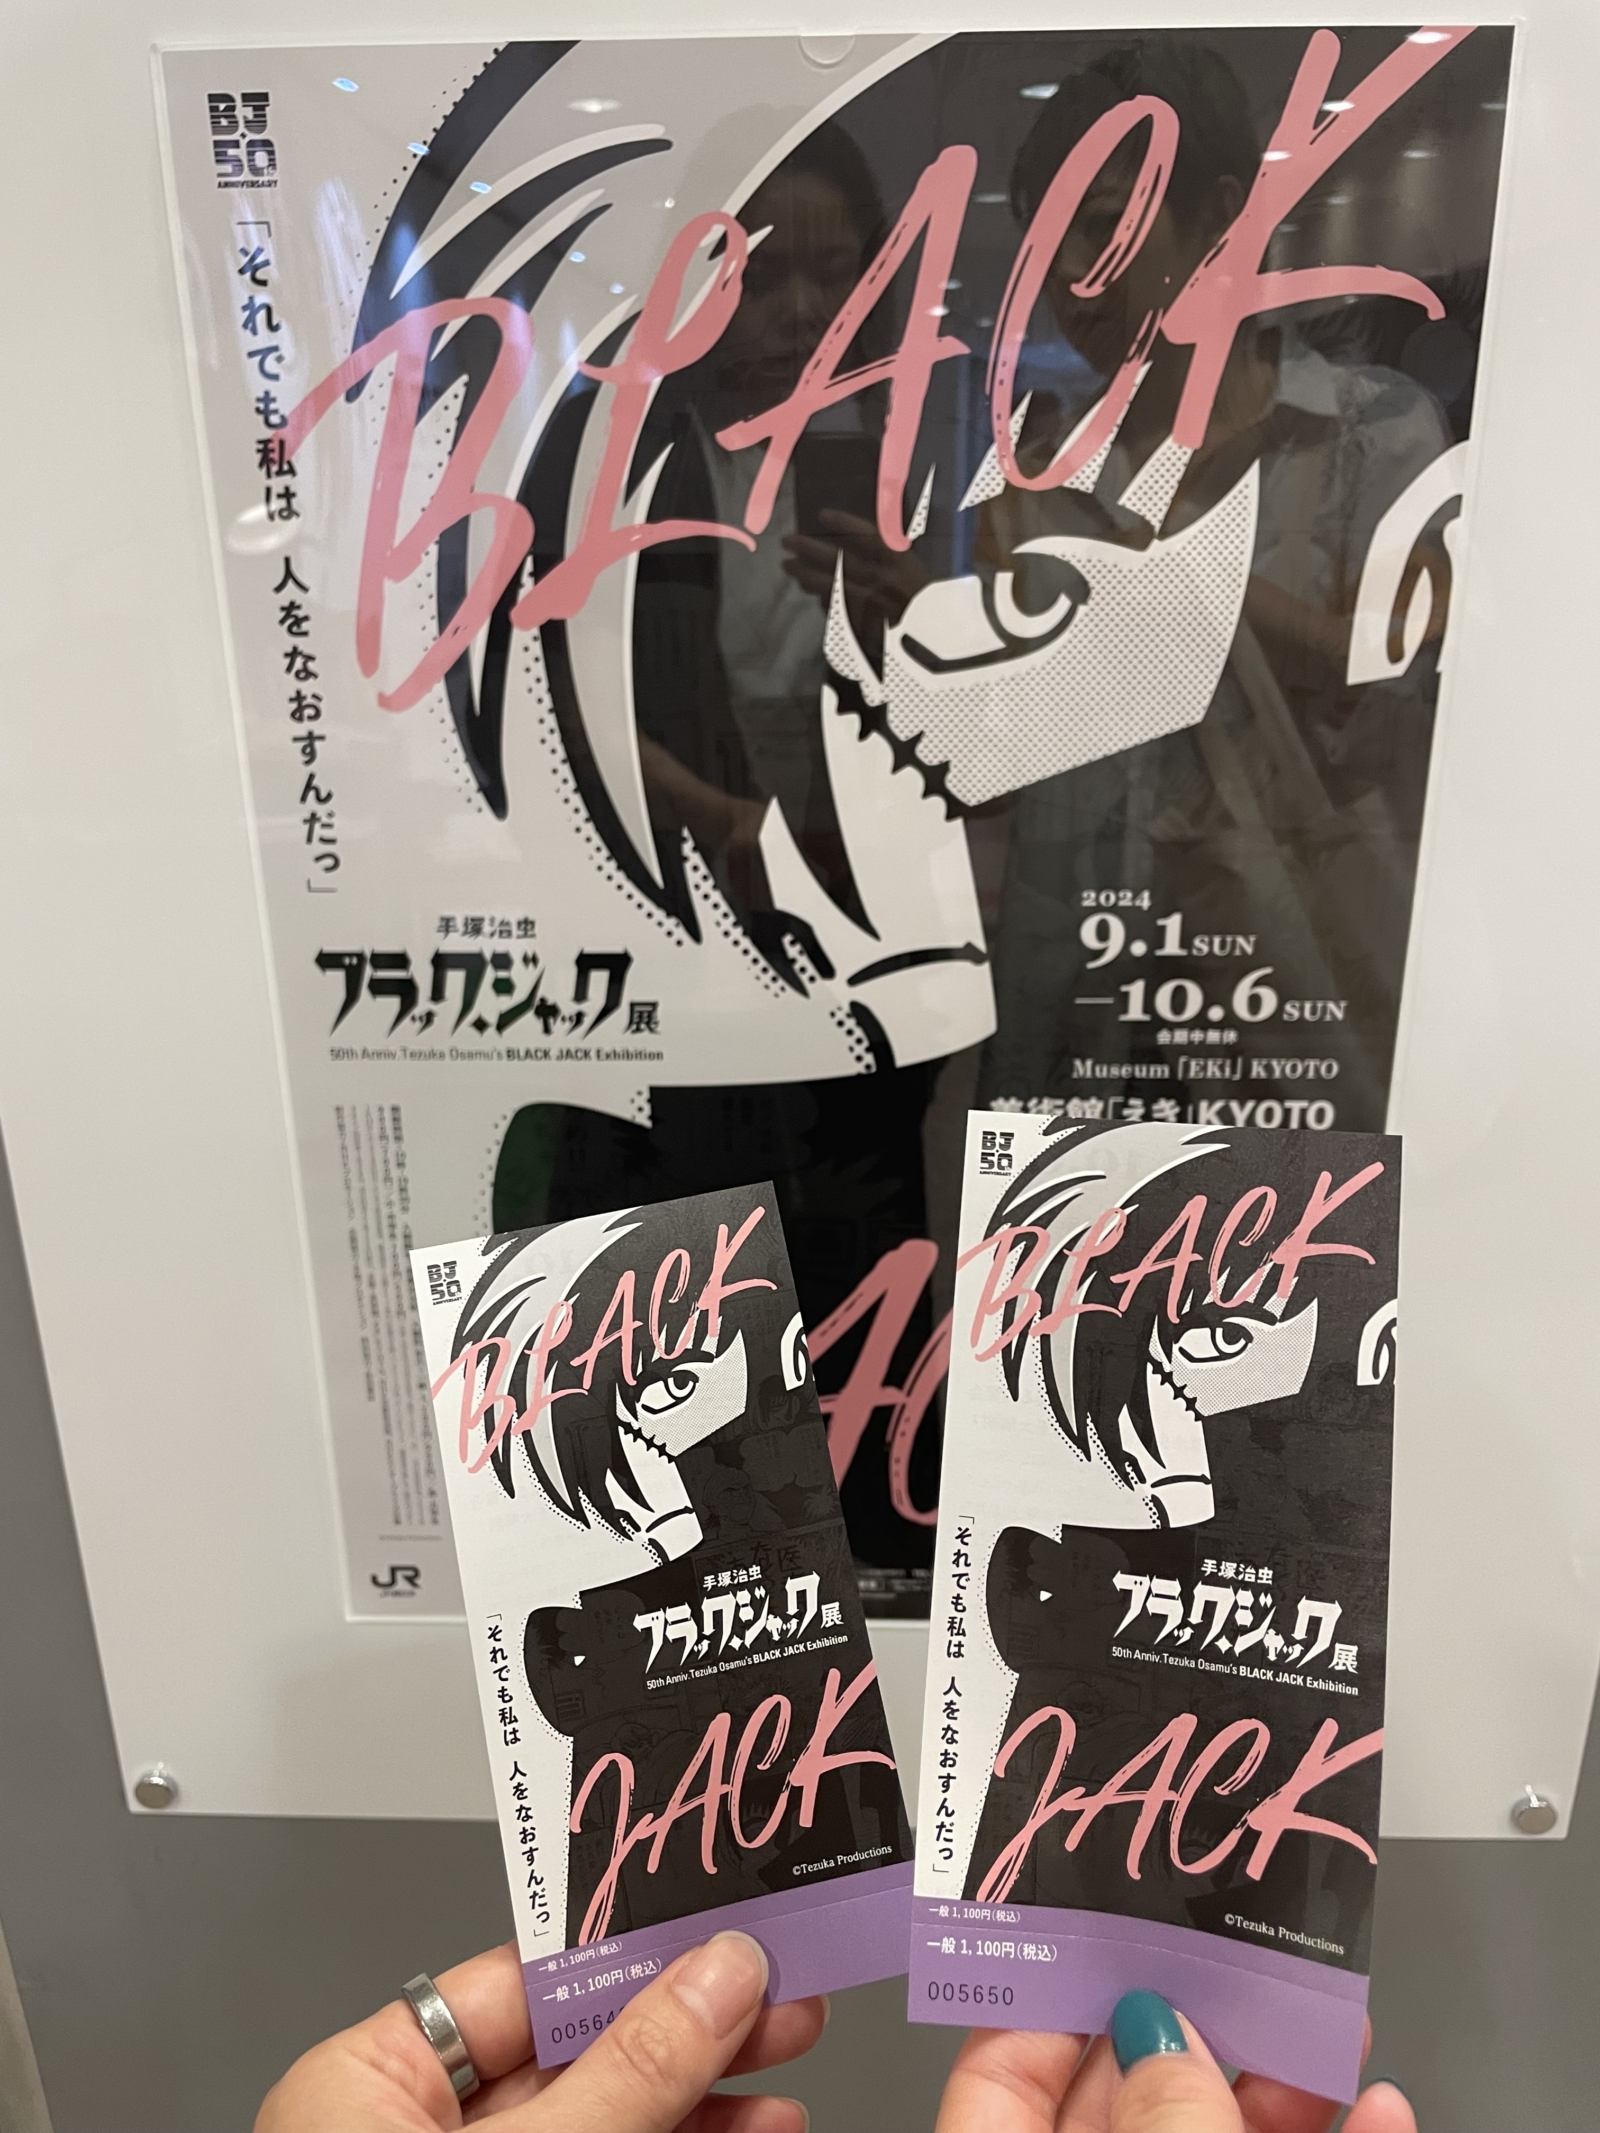 BJ
50
ANNIVERSARY
「それでも私は 人をなおすんだっ」
BLACK
手塚治虫
ブラック・ジャック展
50th Anniv. Tezuka Osamu's BLACK JACK Exhibition
2024
9.1 SUN
—10.6 SUN
会期中無休
Museum「EKi」KYOTO
美術館「えき」KYOTO
JR
BJ
50
ANNIVERSARY
BLACK
手塚治虫
ブラック・ジャック展
50th Anniv. Tezuka Osamu's BLACK JACK Exhibition
「それでも私は 人をなおすんだっ」
JACK
©Tezuka Productions
一般 1,100円(税込)
一般 1,100円(税込)
BJ
50
ANNIVERSARY
BLACK
手塚治虫
ブラック・ジャック展
50th Anniv. Tezuka Osamu's BLACK JACK Exhibition
「それでも私は 人をなおすんだっ」
JACK
©Tezuka Productions
一般 1,100円(税込)
一般 1,100円(税込)
005650